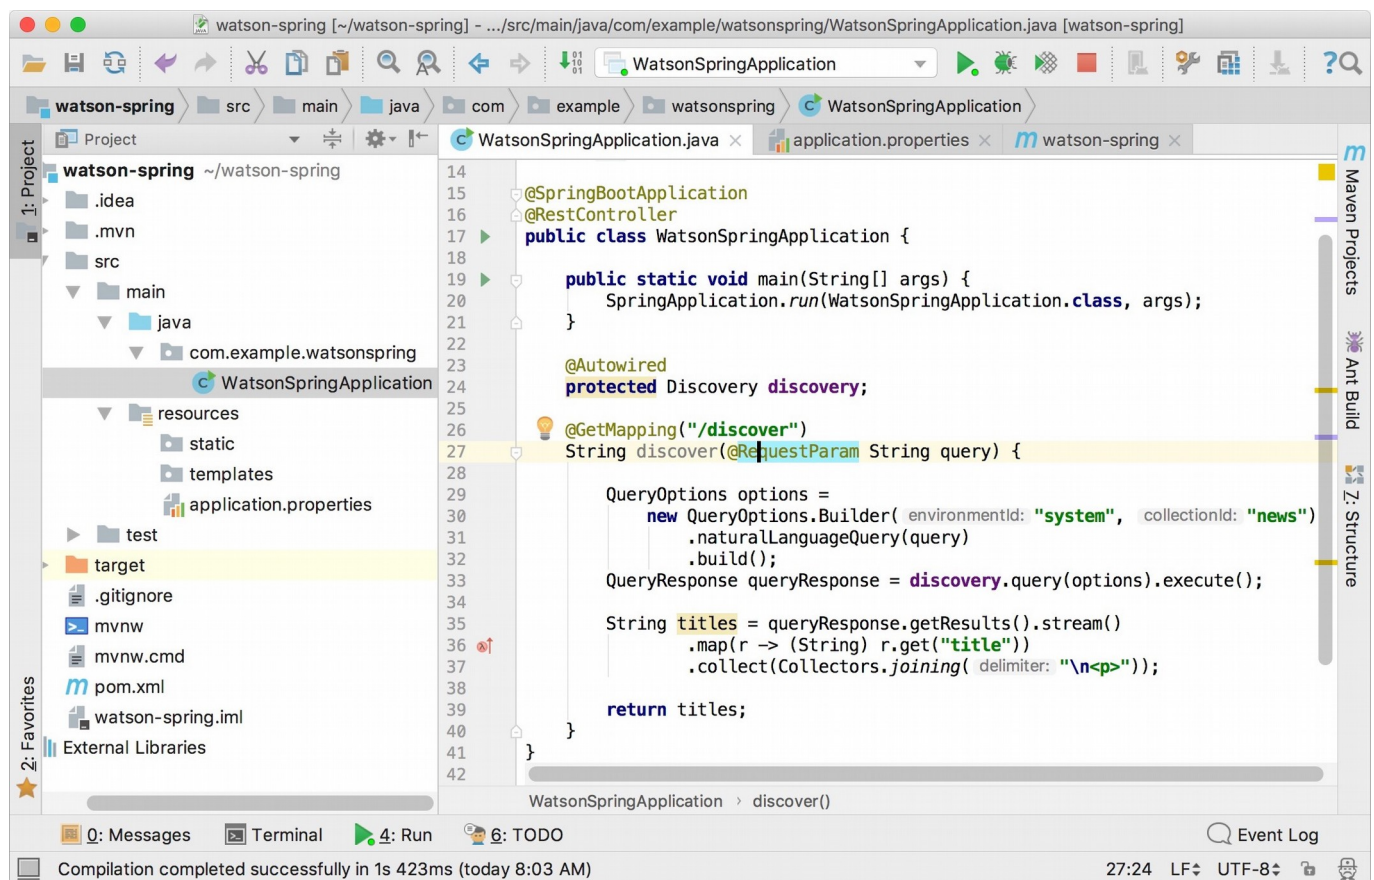 watson-spring [~/watson-spring] - .../src/main/java/com/example/watsonspring/WatsonSpringApplication.java [watson-spring]
WatsonSpringApplication
watson-spring src main java com example watsonspring WatsonSpringApplication
1: Project
2: Favorites
Project
watson-spring ~/watson-spring
.idea
.mvn
src
main
java
com.example.watsonspring
WatsonSpringApplication
resources
static
templates
application.properties
test
target
.gitignore
mvnw
mvnw.cmd
pom.xml
watson-spring.iml
External Libraries
WatsonSpringApplication.java application.properties watson-spring
14
15 @SpringBootApplication
16 @RestController
17 public class WatsonSpringApplication {
18
19 public static void main(String[] args) {
20 SpringApplication.run(WatsonSpringApplication.class, args);
21 }
22
23 @Autowired
24 protected Discovery discovery;
25
26 @GetMapping("/discover")
27 String discover(@RequestParam String query) {
28
29 QueryOptions options =
30 new QueryOptions.Builder( environmentId: "system", collectionId: "news")
31 .naturalLanguageQuery(query)
32 .build();
33 QueryResponse queryResponse = discovery.query(options).execute();
34
35 String titles = queryResponse.getResults().stream()
36 .map(r -> (String) r.get("title"))
37 .collect(Collectors.joining( delimiter: "\n<p>"));
38
39 return titles;
40 }
41 }
42
WatsonSpringApplication › discover()
Maven Projects
Ant Build
7: Structure
0: Messages Terminal 4: Run 6: TODO Event Log
Compilation completed successfully in 1s 423ms (today 8:03 AM) 27:24 LF UTF-8